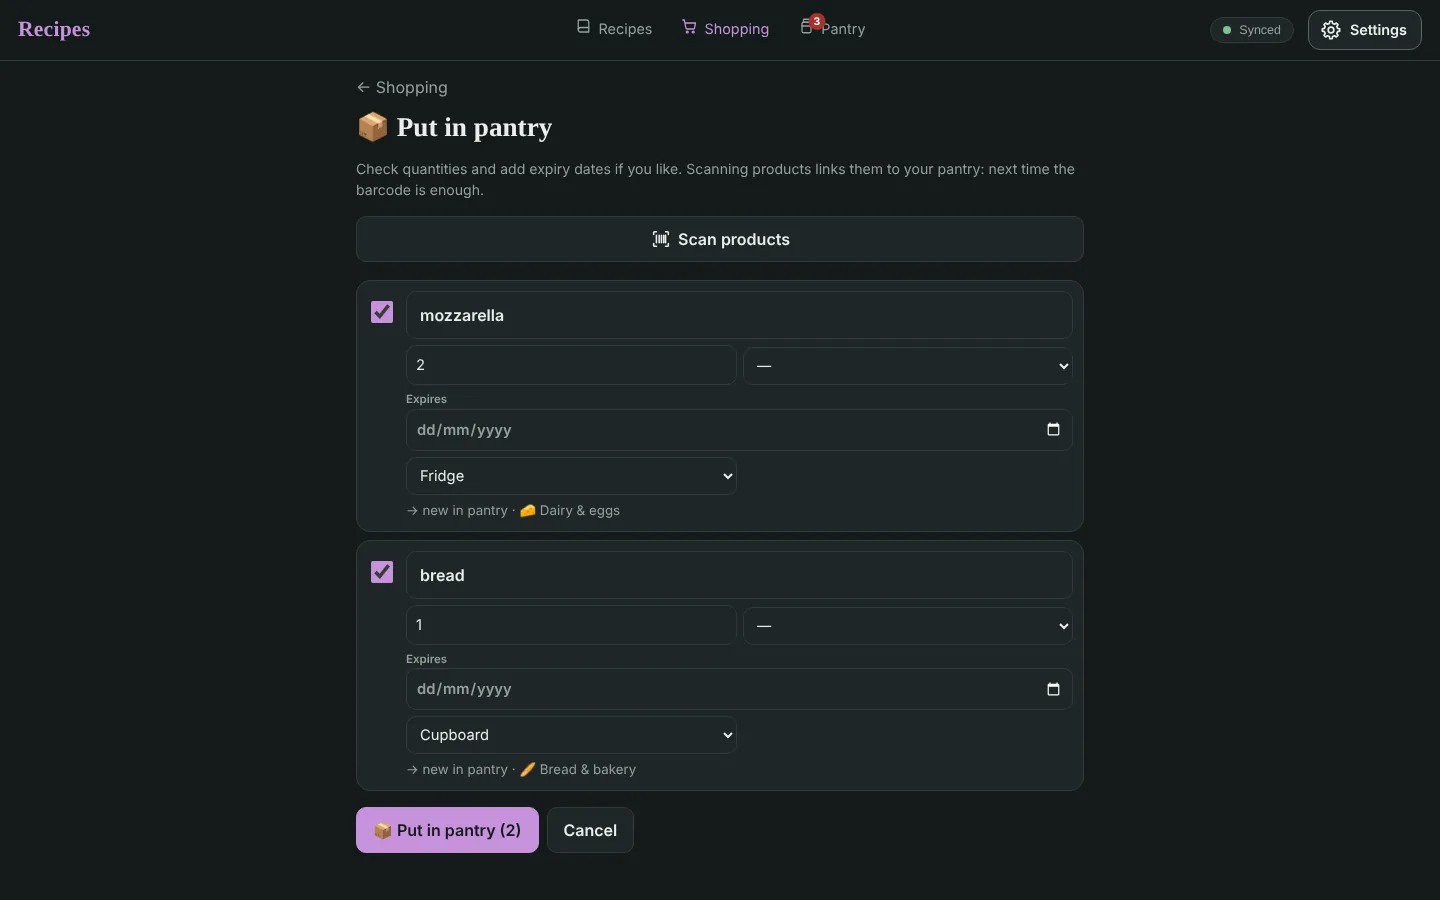 Recipes
Recipes
Shopping
3
Pantry
Synced
Settings
← Shopping
📦 Put in pantry
Check quantities and add expiry dates if you like. Scanning products links them to your pantry: next time the
barcode is enough.
Scan products
mozzarella
2
—
Expires
dd/mm/yyyy
Fridge
→ new in pantry · 🧀 Dairy & eggs
bread
1
—
Expires
dd/mm/yyyy
Cupboard
→ new in pantry · 🥖 Bread & bakery
📦 Put in pantry (2)
Cancel